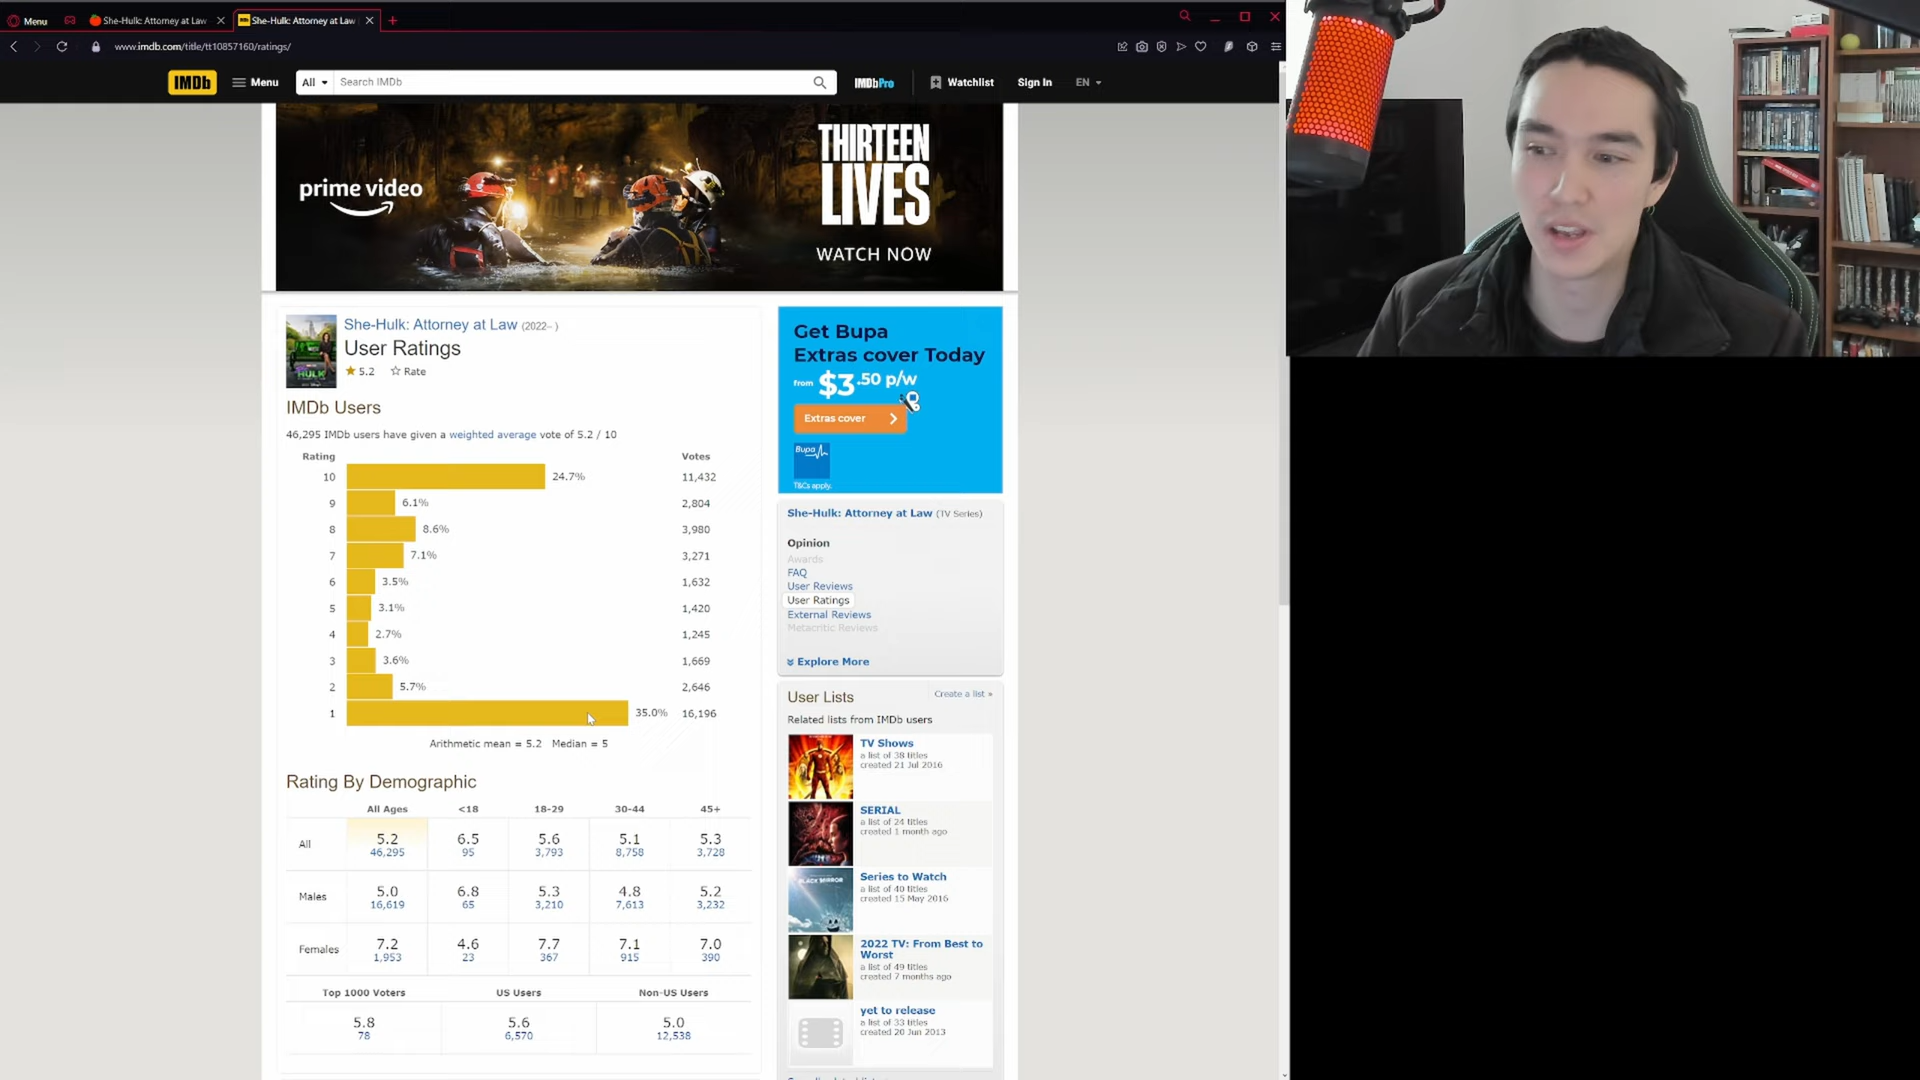 Menu
She-Hulk: Attorney at Law
She-Hulk: Attorney at Law
www.imdb.com/title/tt10857160/ratings/
IMDb
Menu
All
Search IMDb
IMDbPro
Watchlist
Sign In
EN
prime video
THIRTEEN
LIVES
WATCH NOW
She-Hulk: Attorney at Law (2022– )
User Ratings
5.2
Rate
IMDb Users
46,295 IMDb users have given a weighted average vote of 5.2 / 10
Rating
Votes
10 24.7% 11,432
9 6.1% 2,804
8 8.6% 3,980
7 7.1% 3,271
6 3.5% 1,632
5 3.1% 1,420
4 2.7% 1,245
3 3.6% 1,669
2 5.7% 2,646
1 35.0% 16,196
Arithmetic mean = 5.2 Median = 5
Rating By Demographic
All Ages <18 18-29 30-44 45+
All 5.2 6.5 5.6 5.1 5.3
46,295 95 3,793 8,758 3,728
Males 5.0 6.8 5.3 4.8 5.2
16,619 65 3,210 7,613 3,232
Females 7.2 4.6 7.7 7.1 7.0
1,953 23 367 915 390
Top 1000 Voters US Users Non-US Users
5.8 5.6 5.0
78 6,570 12,538
Get Bupa
Extras cover Today
from $3.50 p/w
Extras cover
Bupa
T&Cs apply.
She-Hulk: Attorney at Law (TV Series)
Opinion
Awards
FAQ
User Reviews
User Ratings
External Reviews
Metacritic Reviews
Explore More
User Lists
Create a list »
Related lists from IMDb users
TV Shows
a list of 38 titles
created 21 Jul 2016
SERIAL
a list of 24 titles
created 1 month ago
Series to Watch
a list of 40 titles
created 15 May 2016
BLACK MIRROR
2022 TV: From Best to
Worst
a list of 49 titles
created 7 months ago
yet to release
a list of 33 titles
created 20 Jun 2013